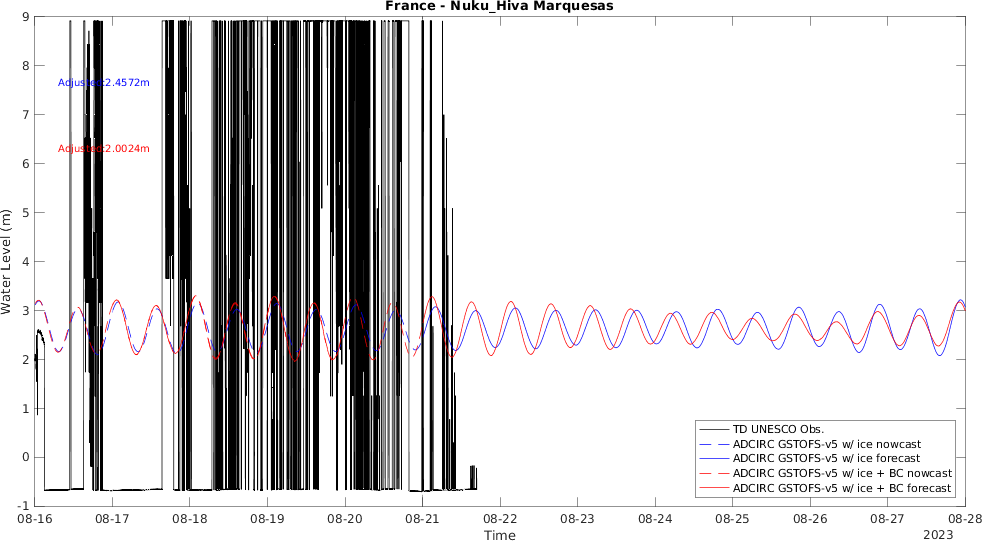 France - Nuku_Hiva Marquesas
9
8
7
6
5
4
3
2
1
0
-1
Water Level (m)
Adjusted:2.4572m
Adjusted:2.0024m
TD UNESCO Obs.
ADCIRC GSTOFS-v5 w/ ice nowcast
ADCIRC GSTOFS-v5 w/ ice forecast
ADCIRC GSTOFS-v5 w/ ice + BC nowcast
ADCIRC GSTOFS-v5 w/ ice + BC forecast
08-16 08-17 08-18 08-19 08-20 08-21 08-22 08-23 08-24 08-25 08-26 08-27 08-28
Time
2023